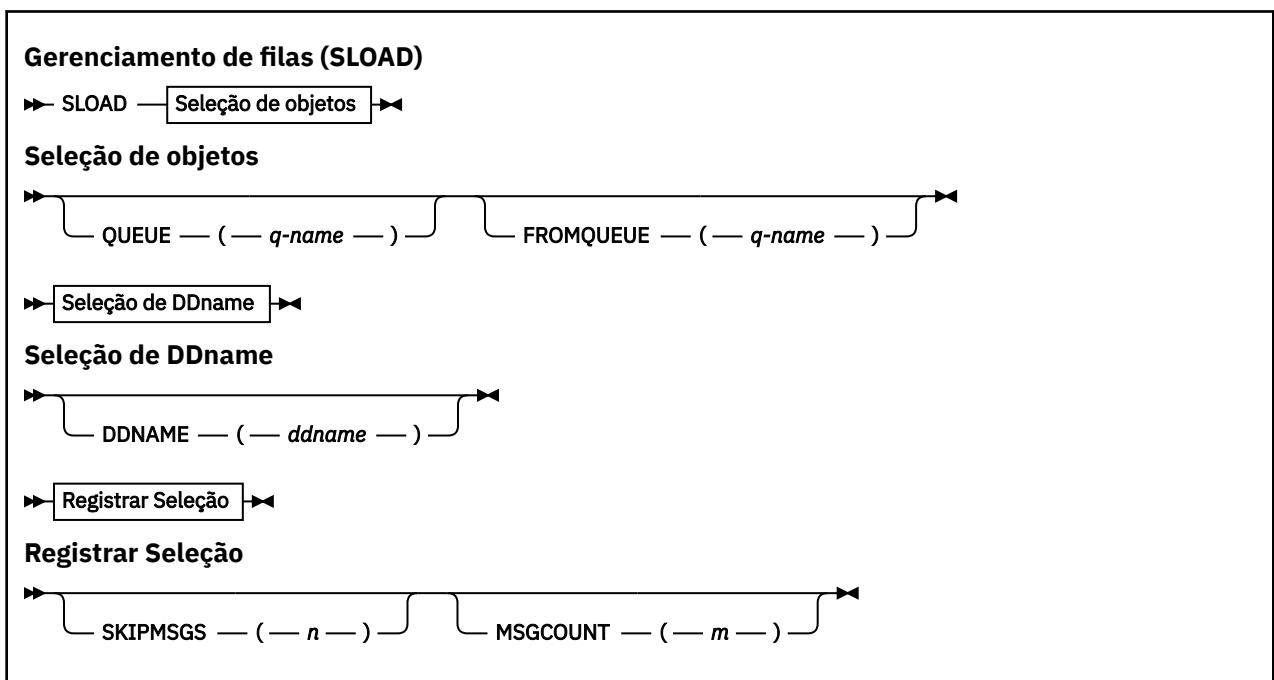 Gerenciamento de filas (SLOAD)
SLOAD Seleção de objetos
Seleção de objetos
QUEUE ( q-name ) FROMQUEUE ( q-name )
Seleção de DDname
Seleção de DDname
DDNAME ( ddname )
Registrar Seleção
Registrar Seleção
SKIPMSGS ( n ) MSGCOUNT ( m )